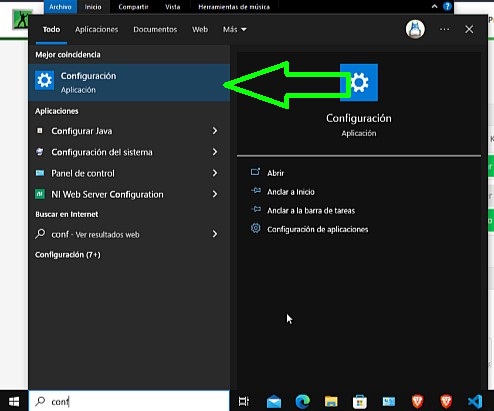 Archivo Inicio Compartir Vista Herramientas de música
Todo Aplicaciones Documentos Web Más
Mejor coincidencia
Configuración
Aplicación
Aplicaciones
Configurar Java
Configuración del sistema
Panel de control
NI Web Server Configuration
Buscar en Internet
conf - Ver resultados web
Configuración (7+)
Configuración
Aplicación
Abrir
Anclar a Inicio
Anclar a la barra de tareas
Configuración de aplicaciones
conf